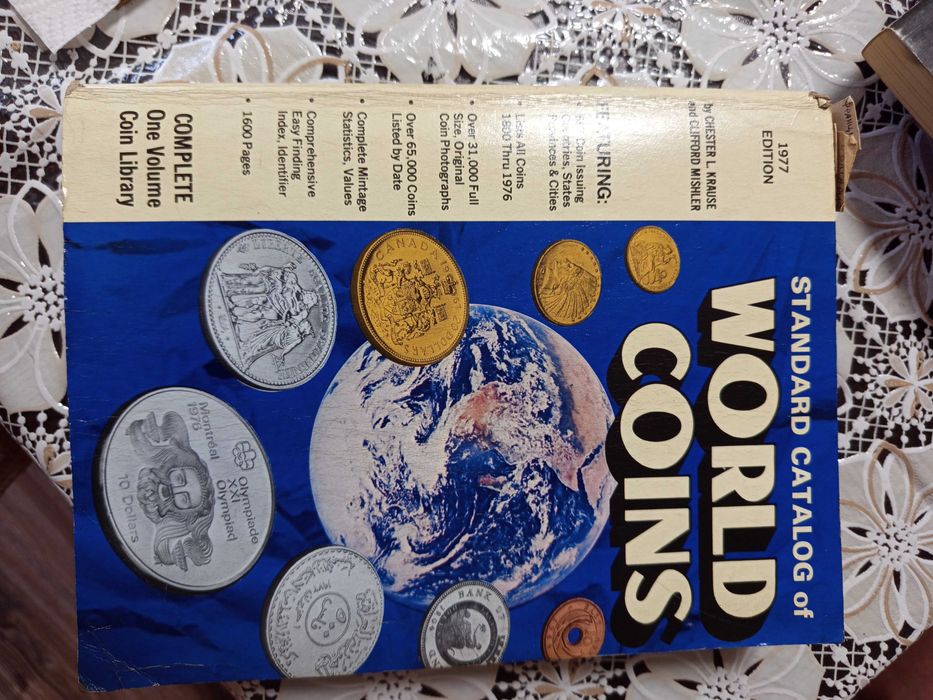 1977
EDITION
by CHESTER L. KRAUSE
and CLIFFORD MISHLER
STANDARD CATALOG of
WORLD
COINS
TURING:
All Coins
1800 Thru 1976
• Coin Issuing
States
Provinces & Cities
• Over 31,000 Full
Size, Original
Coin Photographs
• Over 65,000 Coins
Listed by Date
• Complete Mintage
Statistics, Values
• Comprehensive
Easy Finding
Index, Identifier
• 1600 Pages
COMPLETE
One Volume
Coin Library
CANADA
DOLLARS
Montréal
1976
Olympiade
XXI
Olympiad
10 Dollars
BANK